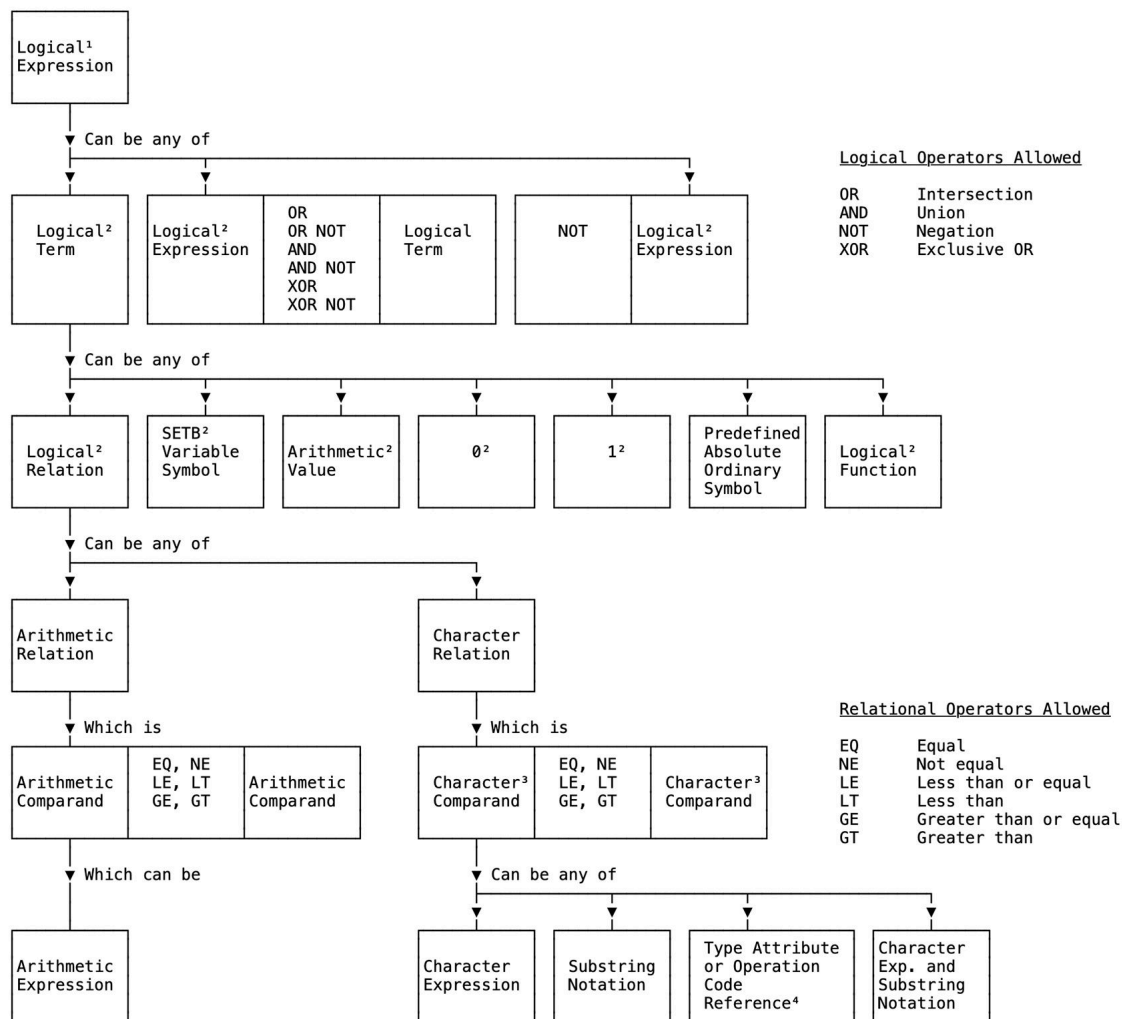 Logical¹
Expression
Can be any of
Logical Operators Allowed
OR Intersection
AND Union
NOT Negation
XOR Exclusive OR
Logical²
Term
Logical²
Expression
OR
OR NOT
AND
AND NOT
XOR
XOR NOT
Logical
Term
NOT
Logical²
Expression
Can be any of
Logical²
Relation
SETB²
Variable
Symbol
Arithmetic²
Value
0²
1²
Predefined
Absolute
Ordinary
Symbol
Logical²
Function
Can be any of
Arithmetic
Relation
Character
Relation
Which is
Which is
Relational Operators Allowed
EQ Equal
NE Not equal
LE Less than or equal
LT Less than
GE Greater than or equal
GT Greater than
Arithmetic
Comparand
EQ, NE
LE, LT
GE, GT
Arithmetic
Comparand
Character³
Comparand
EQ, NE
LE, LT
GE, GT
Character³
Comparand
Which can be
Can be any of
Arithmetic
Expression
Character
Expression
Substring
Notation
Type Attribute
or Operation
Code
Reference⁴
Character
Exp. and
Substring
Notation